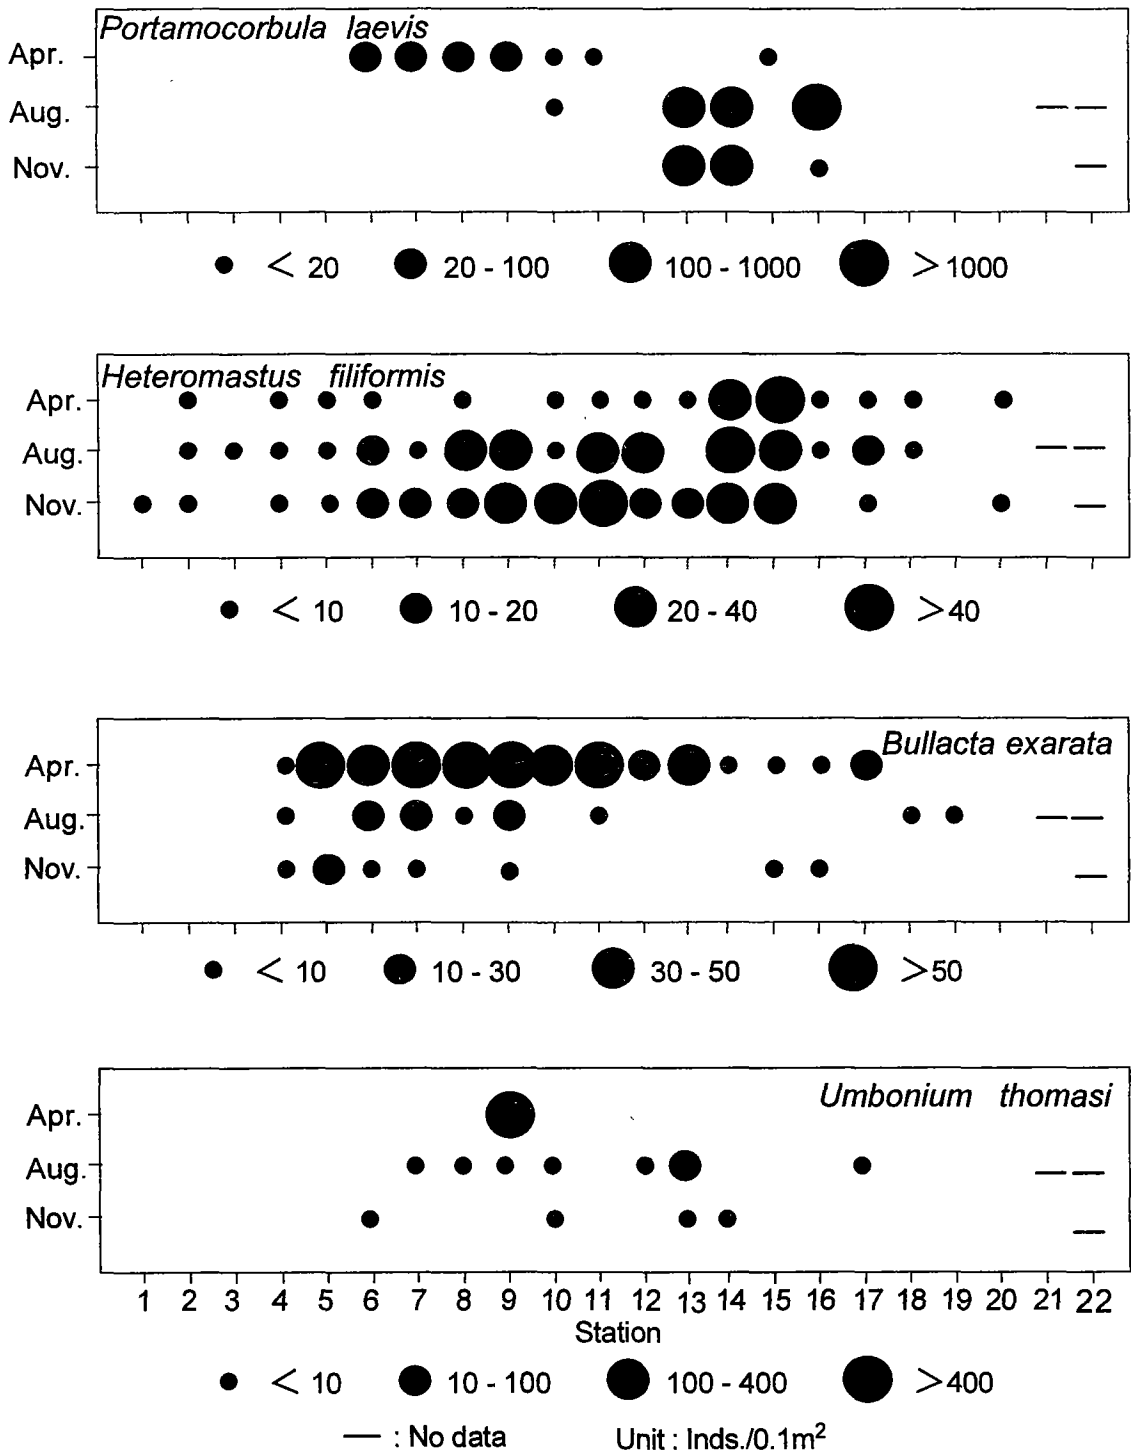 Portamocorbula laevis
Apr.
Aug.
Nov.
< 20 20 - 100 100 - 1000 >1000
Heteromastus filiformis
Apr.
Aug.
Nov.
< 10 10 - 20 20 - 40 >40
Bullacta exarata
Apr.
Aug.
Nov.
< 10 10 - 30 30 - 50 >50
Umbonium thomasi
Apr.
Aug.
Nov.
1 2 3 4 5 6 7 8 9 10 11 12 13 14 15 16 17 18 19 20 21 22
Station
< 10 10 - 100 100 - 400 >400
— : No data Unit : Inds./0.1m²